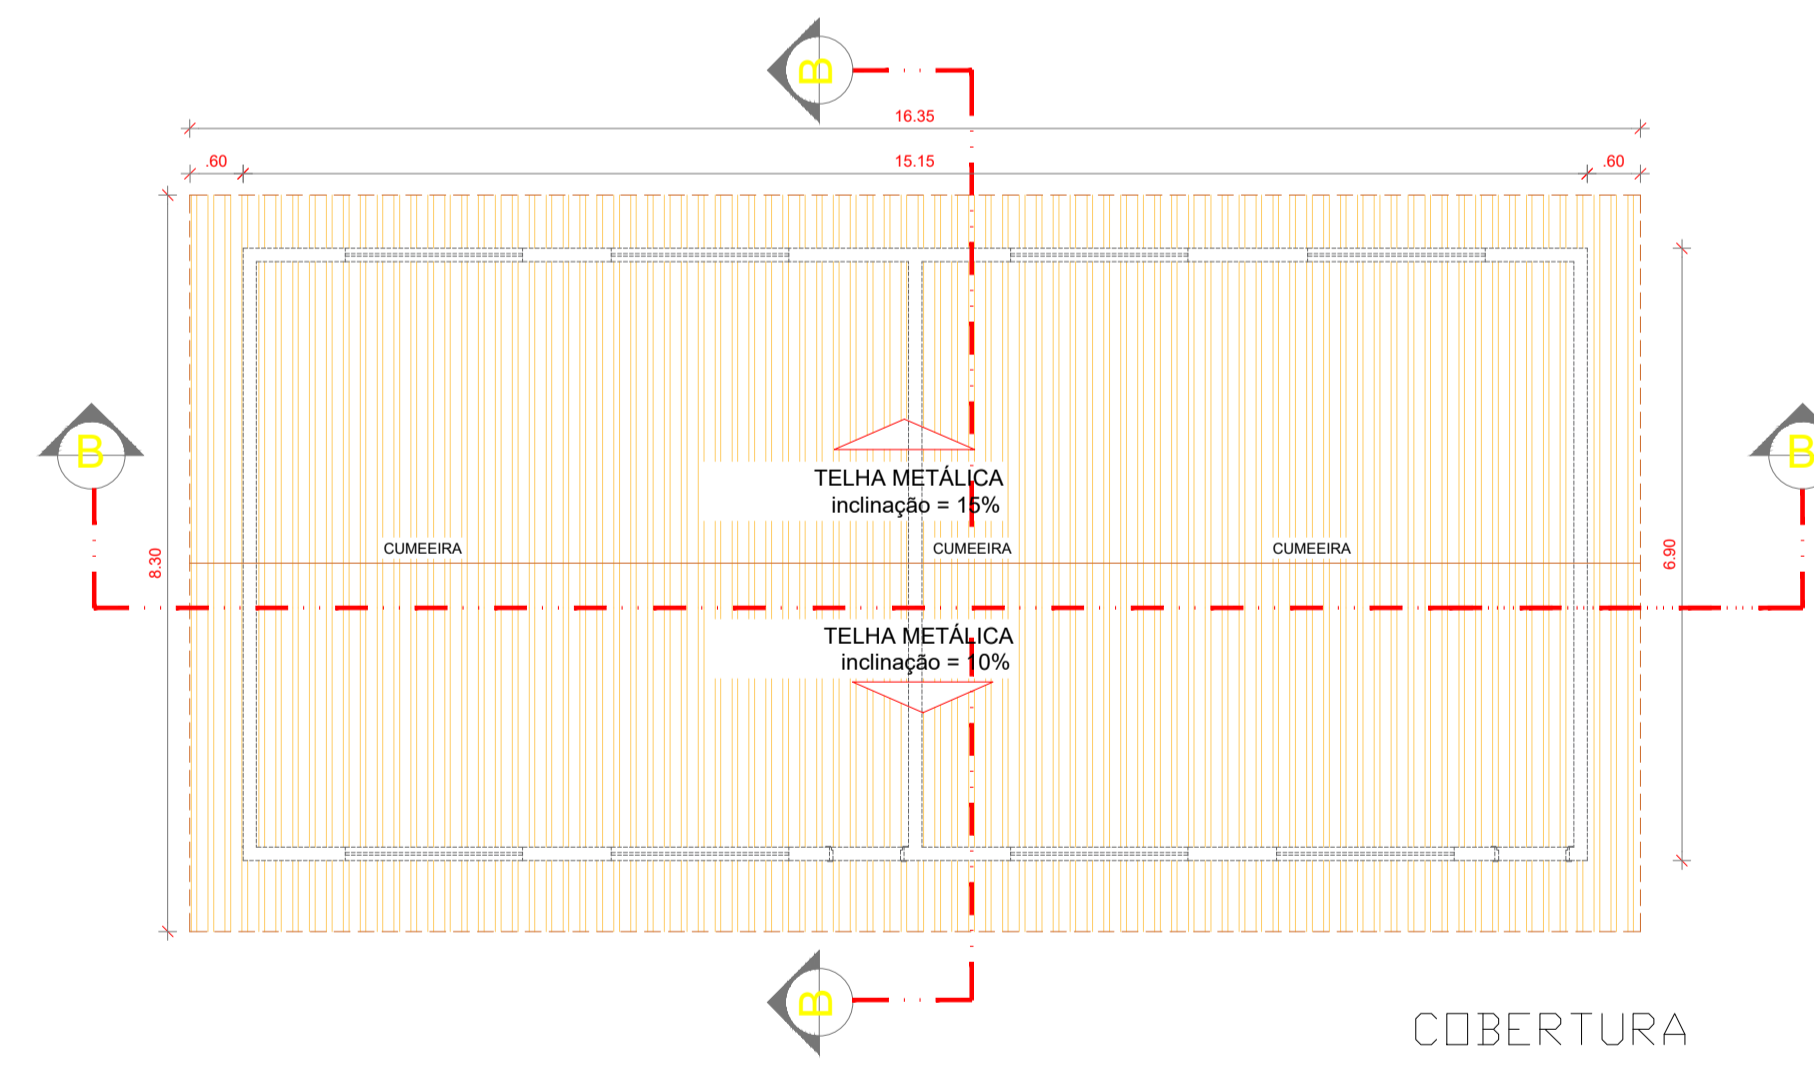 B
16.35
.60 15.15 .60
B B
TELHA METÁLICA
inclinação = 15%
CUMEEIRA CUMEEIRA CUMEEIRA
8.30 6.90
TELHA METÁLICA
inclinação = 10%
B
COBERTURA